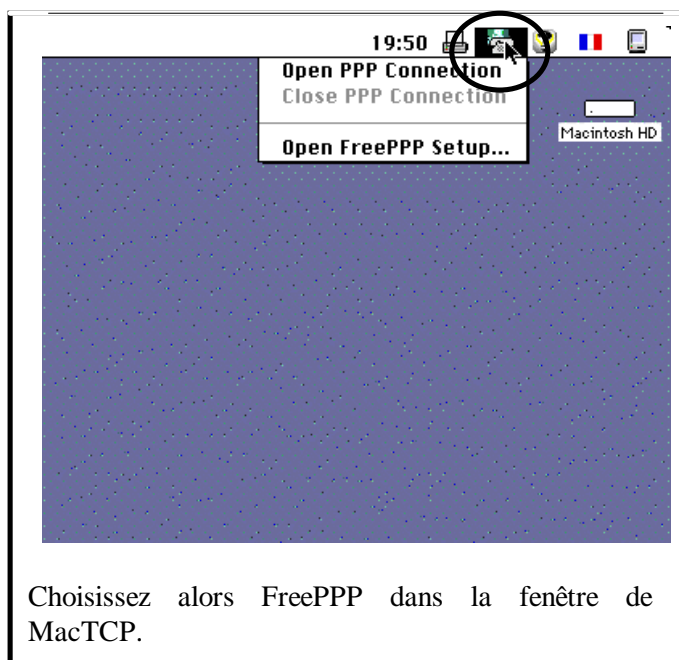 19:50
Open PPP Connection
Close PPP Connection
Macintosh HD
Open FreePPP Setup...
Choisissez alors FreePPP dans la fenêtre de
MacTCP.